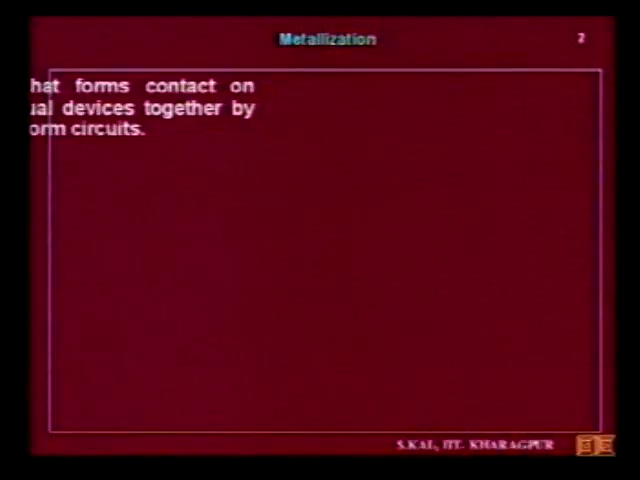 Metallization
2
hat forms contact on
ual devices together by
orm circuits.
S.KAL, IIT- KHARAGPUR